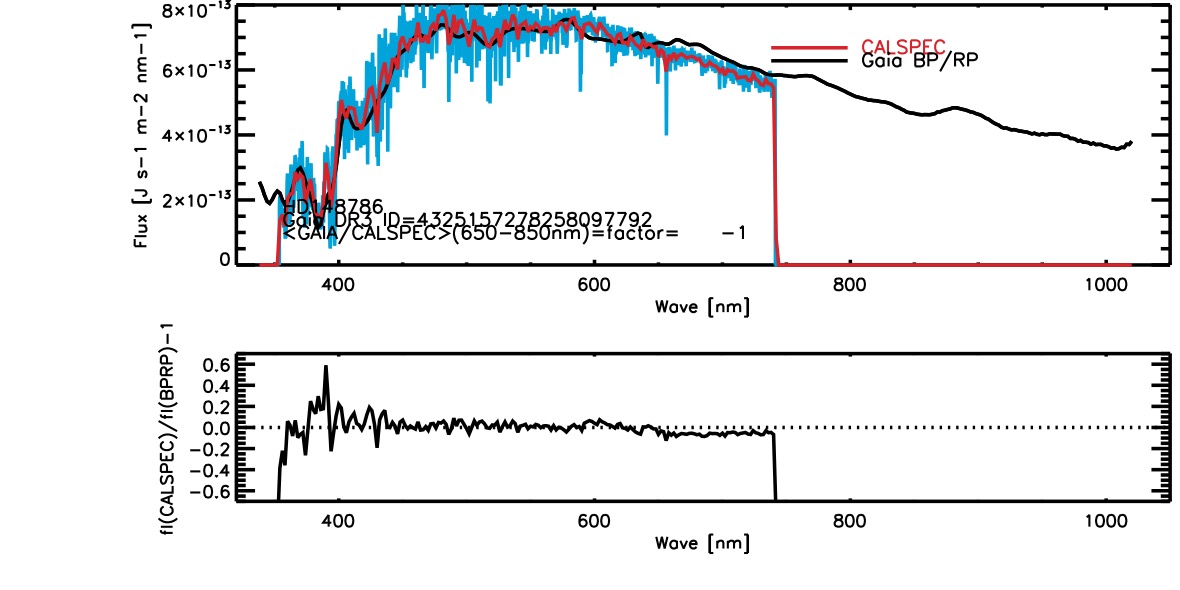 8×10−13
6×10−13
4×10−13
2×10−13
0
Flux [J s−1 m−2 nm−1]
CALSPEC
Gaia BP/RP
HD148786
Gaia DR3 ID=4325157278258097792
<GAIA/CALSPEC>(650−850nm)=factor= −1
400 600 800 1000
Wave [nm]
fl(CALSPEC)/fl(BPRP)−1
0.6
0.4
0.2
0.0
−0.2
−0.4
−0.6
400 600 800 1000
Wave [nm]